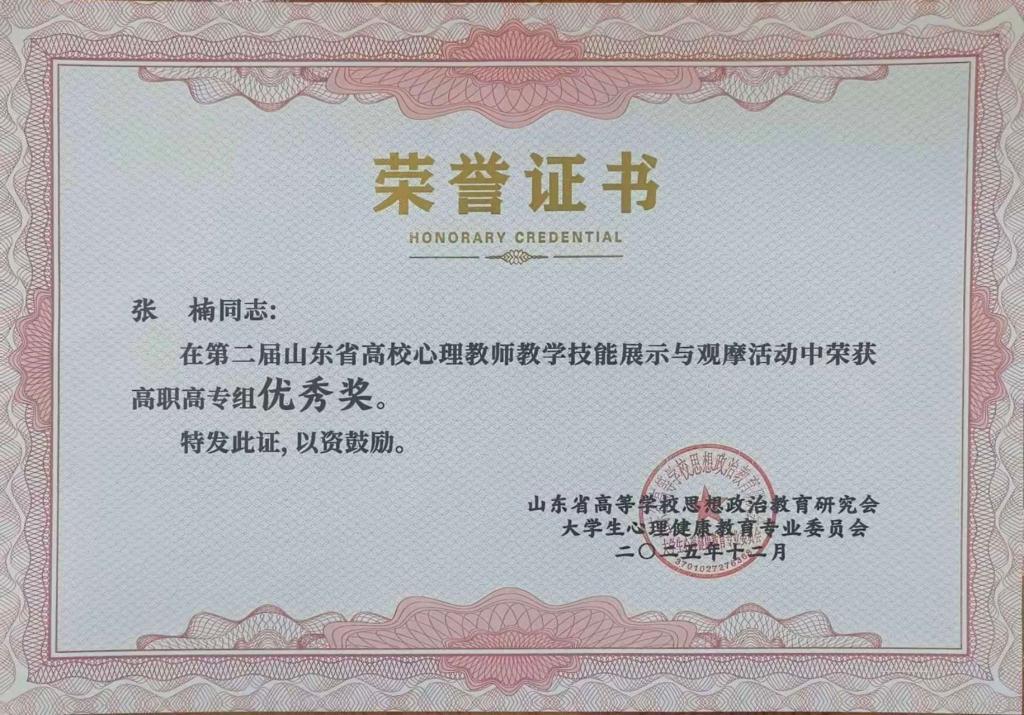 荣誉证书
HONORARY CREDENTIAL
张 楠同志:
在第二届山东省高校心理教师教学技能展示与观摩活动中荣获
高职高专组优秀奖。
特发此证,以资鼓励。
山东省高等学校思想政治教育研究会
大学生心理健康教育专业委员会
二〇二五年十二月